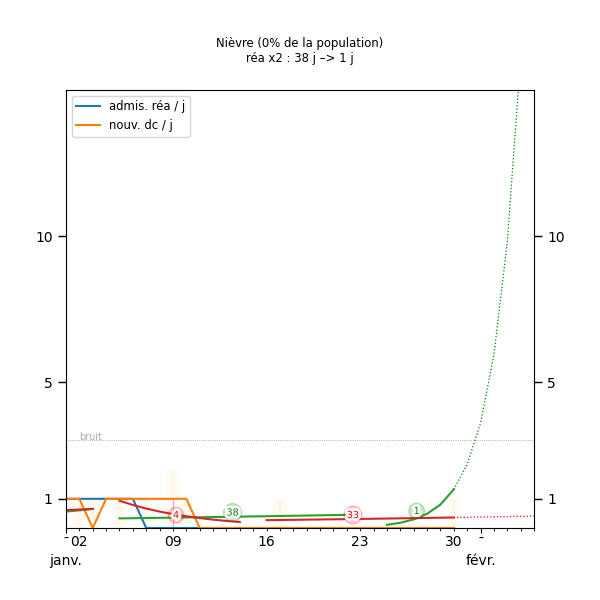 Nièvre (0% de la population)
réa x2 : 38 j –> 1 j
admis. réa / j
nouv. dc / j
10 10
5 5
bruit
1 1
4 38 33 1
02 09 16 23 30
janv. févr.